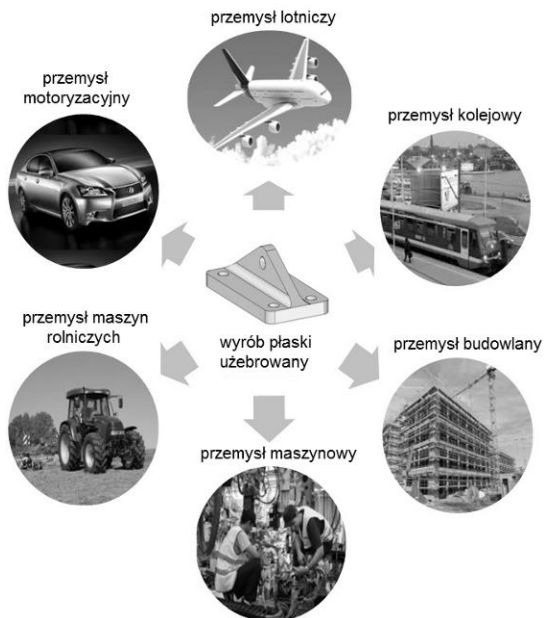 przemysł lotniczy
przemysł
motoryzacyjny
przemysł kolejowy
wyrób płaski
użebrowany
przemysł maszyn
rolniczych
przemysł budowlany
przemysł maszynowy